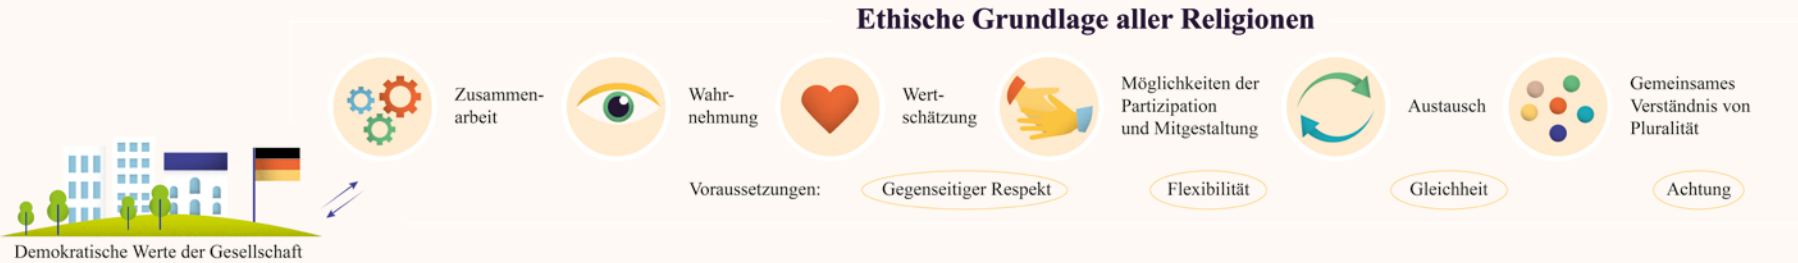 Ethische Grundlage aller Religionen
Zusammen-
arbeit
Wahr-
nehmung
Wert-
schätzung
Möglichkeiten der
Partizipation
und Mitgestaltung
Austausch
Gemeinsames
Verständnis von
Pluralität
Voraussetzungen:
Gegenseitiger Respekt
Flexibilität
Gleichheit
Achtung
Demokratische Werte der Gesellschaft